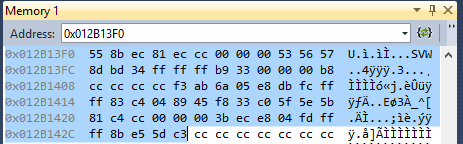 Memory 1
Address: 0x012B13F0
0x012B13F0 55 8b ec 81 ec cc 00 00 00 53 56 57 U.ì.ìÌ...SVW
0x012B13FC 8d bd 34 ff ff ff b9 33 00 00 00 b8 .½4ÿÿÿ¹3...¸
0x012B1408 cc cc cc cc f3 ab 6a 05 e8 db fc ff ÌÌÌÌó«j.èÛüÿ
0x012B1414 ff 83 c4 04 89 45 f8 33 c0 5f 5e 5b ÿƒÄ..Eø3À_^[
0x012B1420 81 c4 cc 00 00 00 3b ec e8 04 fd ff .ÄÌ...;ìè.ýÿ
0x012B142C ff 8b e5 5d c3 cc cc cc cc cc cc cc ÿ.å]ÃÌÌÌÌÌÌÌ